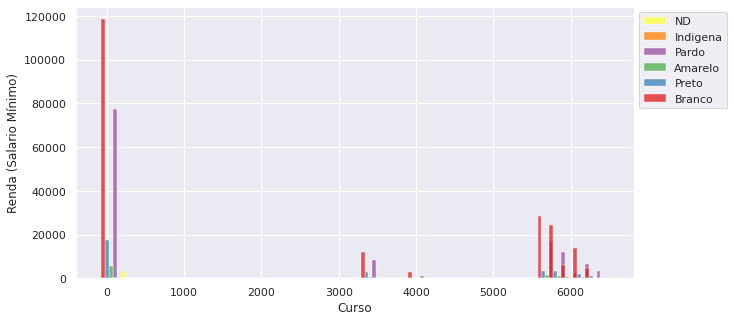 120000
100000
80000
60000
40000
20000
0
Renda (Salario Mínimo)
0 1000 2000 3000 4000 5000 6000
Curso
ND
Indigena
Pardo
Amarelo
Preto
Branco